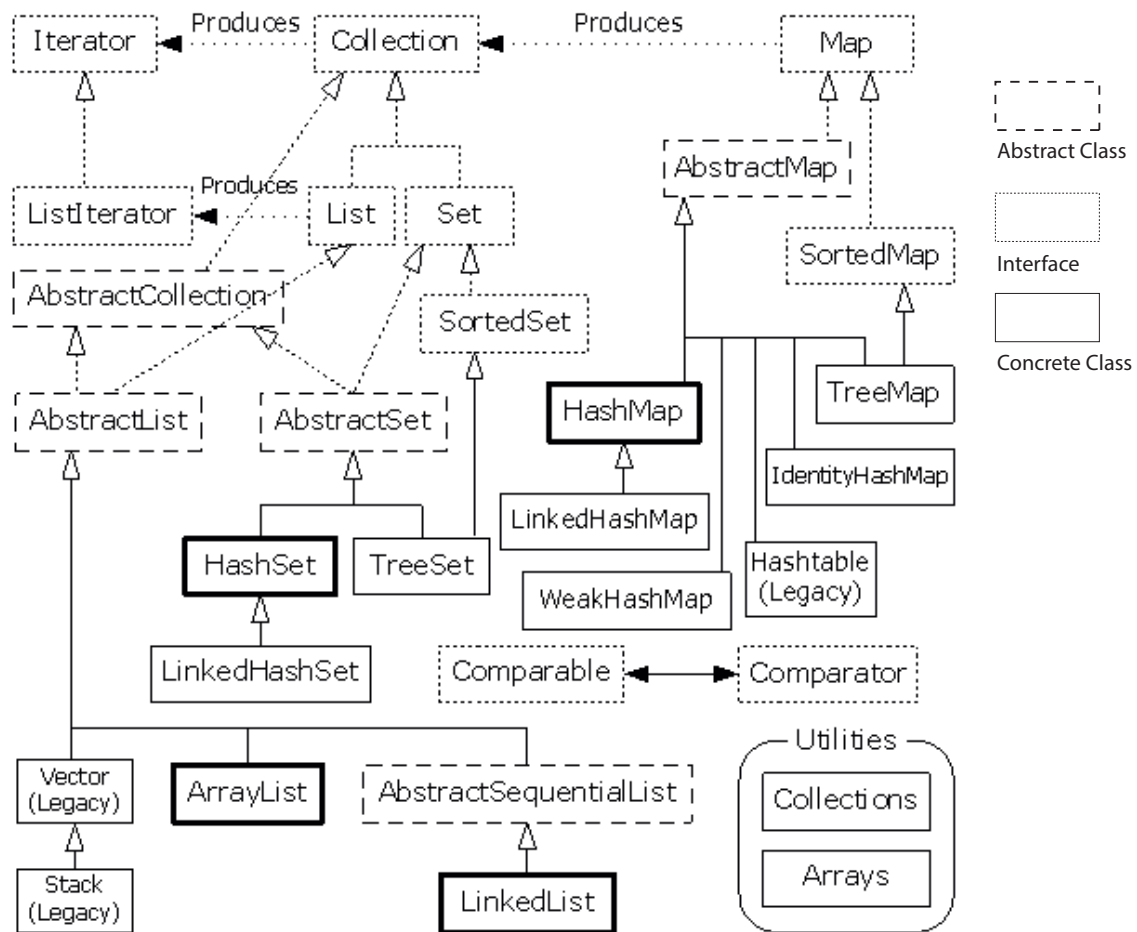 Produces
Produces
Iterator
Collection
Map
Abstract Class
AbstractMap
Produces
ListIterator
List
Set
SortedMap
Interface
AbstractCollection
SortedSet
Concrete Class
TreeMap
HashMap
AbstractList
AbstractSet
IdentityHashMap
LinkedHashMap
HashSet
TreeSet
Hashtable
(Legacy)
WeakHashMap
LinkedHashSet
Comparable
Comparator
Utilities
Vector
(Legacy)
ArrayList
AbstractSequentialList
Collections
Arrays
Stack
(Legacy)
LinkedList